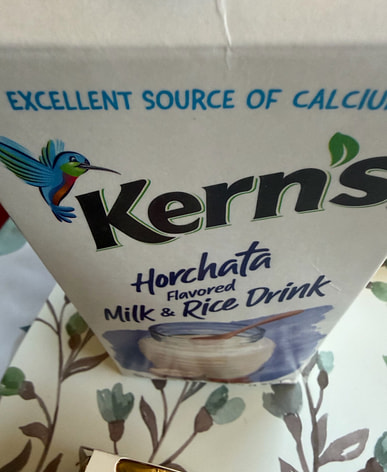 EXCELLENT SOURCE OF CALCIU
Kern's
Horchata
Flavored
Milk & Rice Drink